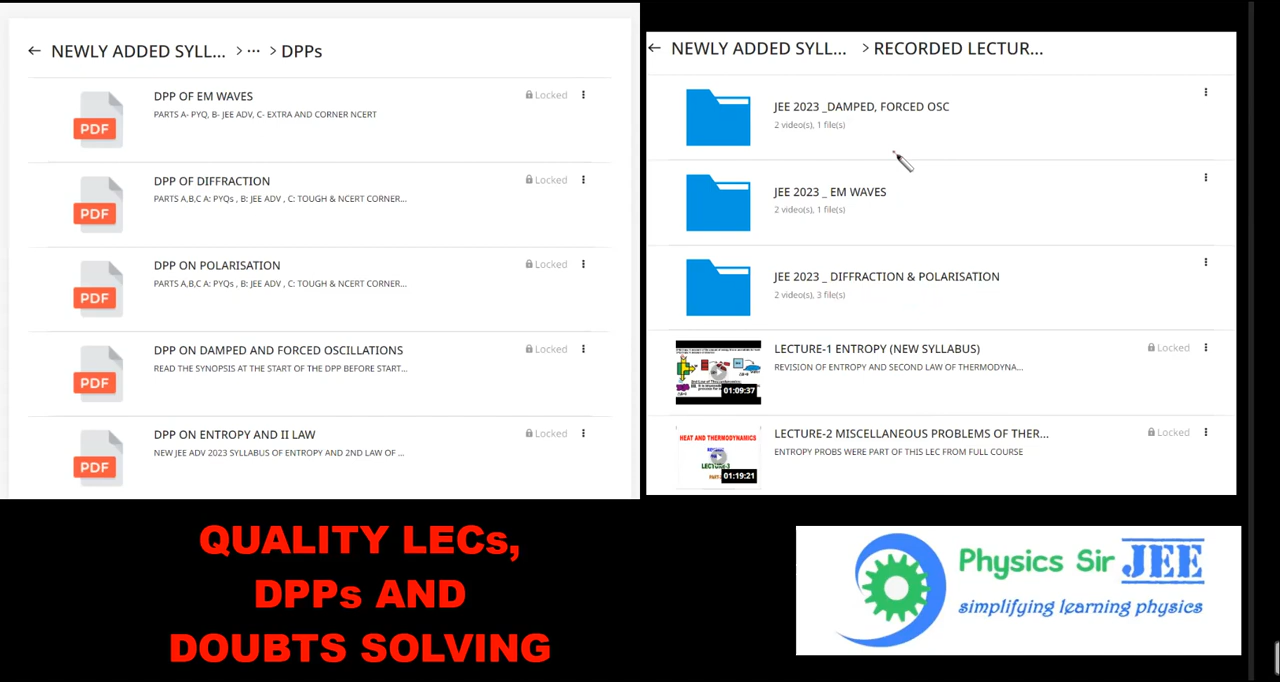 NEWLY ADDED SYLL... > ... > DPPs
DPP OF EM WAVES
Locked
PARTS A- PYQ, B- JEE ADV, C- EXTRA AND CORNER NCERT
PDF
DPP OF DIFFRACTION
Locked
PARTS A,B,C A: PYQs , B: JEE ADV , C: TOUGH & NCERT CORNER...
PDF
DPP ON POLARISATION
Locked
PARTS A,B,C A: PYQs , B: JEE ADV , C: TOUGH & NCERT CORNER...
PDF
DPP ON DAMPED AND FORCED OSCILLATIONS
Locked
READ THE SYNOPSIS AT THE START OF THE DPP BEFORE START...
PDF
DPP ON ENTROPY AND II LAW
Locked
NEW JEE ADV 2023 SYLLABUS OF ENTROPY AND 2ND LAW OF ...
PDF
NEWLY ADDED SYLL... > RECORDED LECTUR...
JEE 2023 _DAMPED, FORCED OSC
2 video(s), 1 file(s)
JEE 2023 _ EM WAVES
2 video(s), 1 file(s)
JEE 2023 _ DIFFRACTION & POLARISATION
2 video(s), 3 file(s)
LECTURE-1 ENTROPY (NEW SYLLABUS)
Locked
REVISION OF ENTROPY AND SECOND LAW OF THERMODYNA...
01:09:37
LECTURE-2 MISCELLANEOUS PROBLEMS OF THER...
Locked
ENTROPY PROBS WERE PART OF THIS LEC FROM FULL COURSE
HEAT AND THERMODYNAMICS
01:19:21
QUALITY LECs,
DPPs AND
DOUBTS SOLVING
Physics Sir JEE
simplifying learning physics